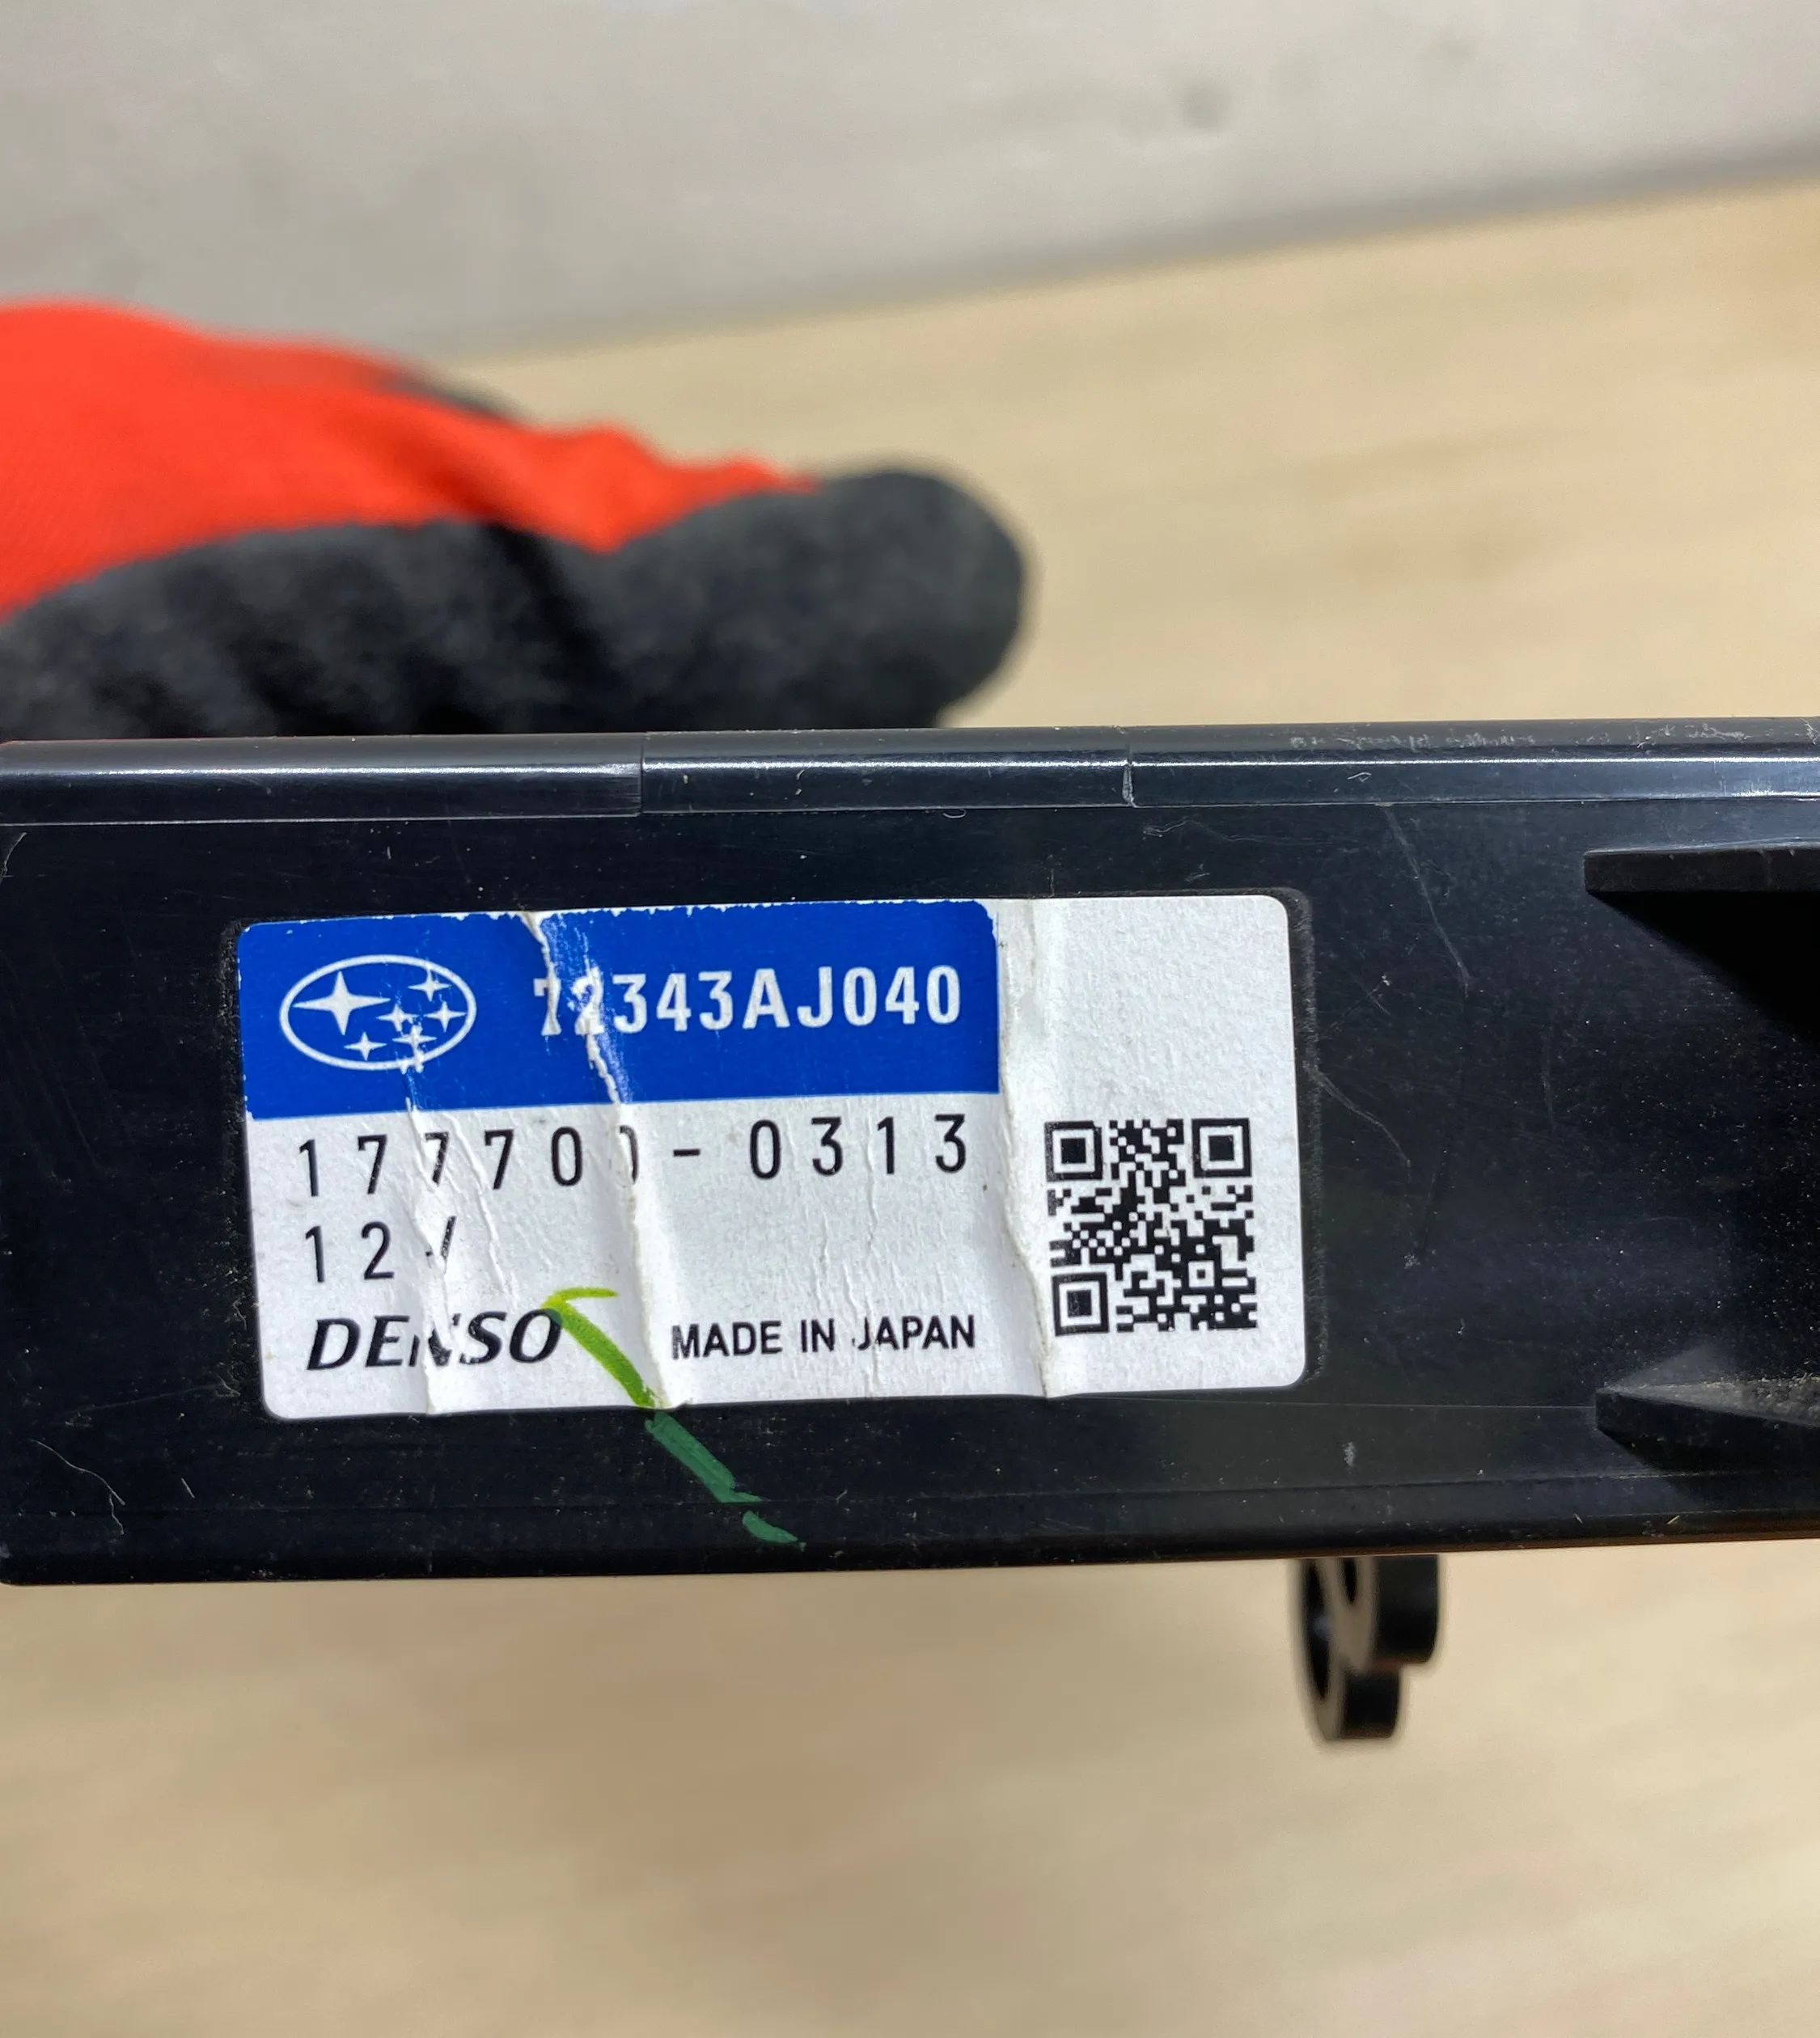 72343AJ040
177700-0313
12V
DENSO
MADE IN JAPAN